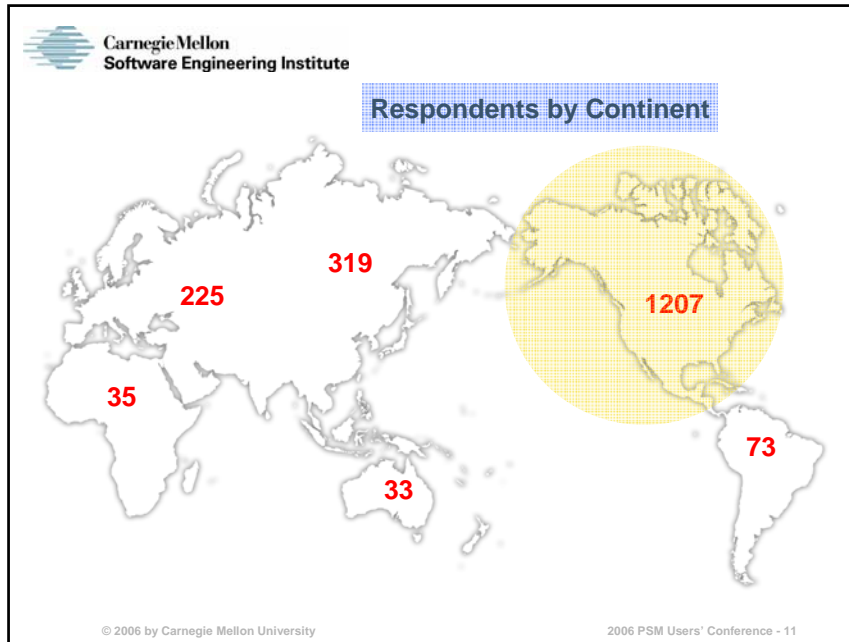 Carnegie Mellon
Software Engineering Institute
Respondents by Continent
319
225
1207
35
73
33
© 2006 by Carnegie Mellon University
2006 PSM Users' Conference - 11